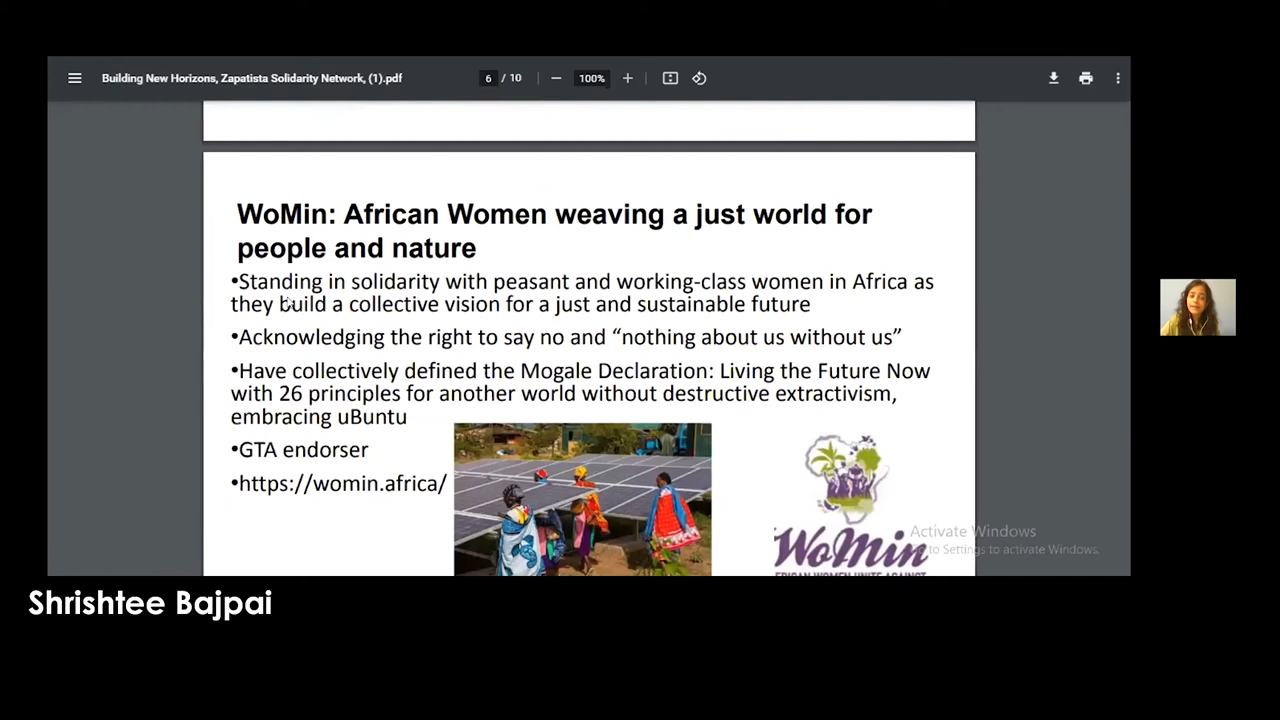 Building New Horizons, Zapatista Solidarity Network, (1).pdf
6 / 10
100%
WoMin: African Women weaving a just world for
people and nature
•Standing in solidarity with peasant and working-class women in Africa as
they build a collective vision for a just and sustainable future
•Acknowledging the right to say no and “nothing about us without us”
•Have collectively defined the Mogale Declaration: Living the Future Now
with 26 principles for another world without destructive extractivism,
embracing uBuntu
•GTA endorser
•https://womin.africa/
WoMin
Activate Windows
to Settings to activate Windows.
Shrishtee Bajpai